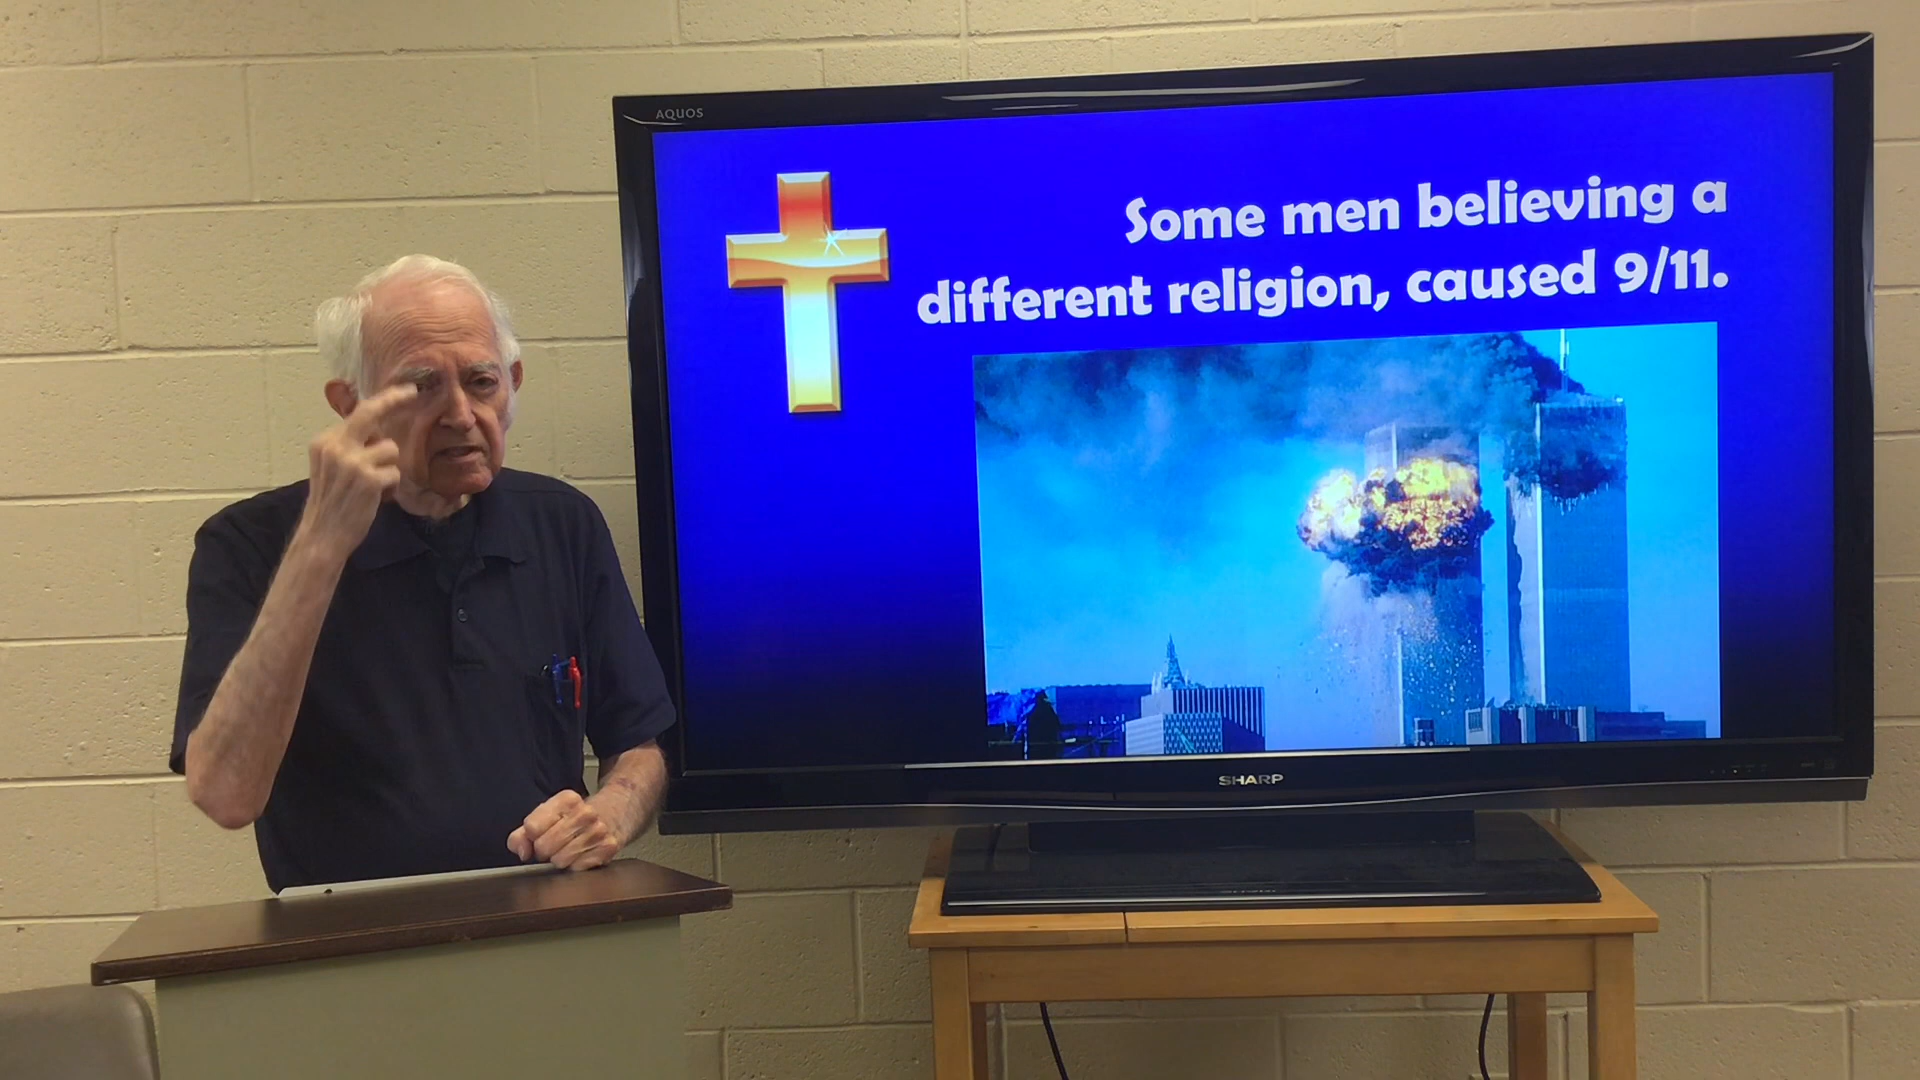 AQUOS
Some men believing a
different religion, caused 9/11.
SHARP